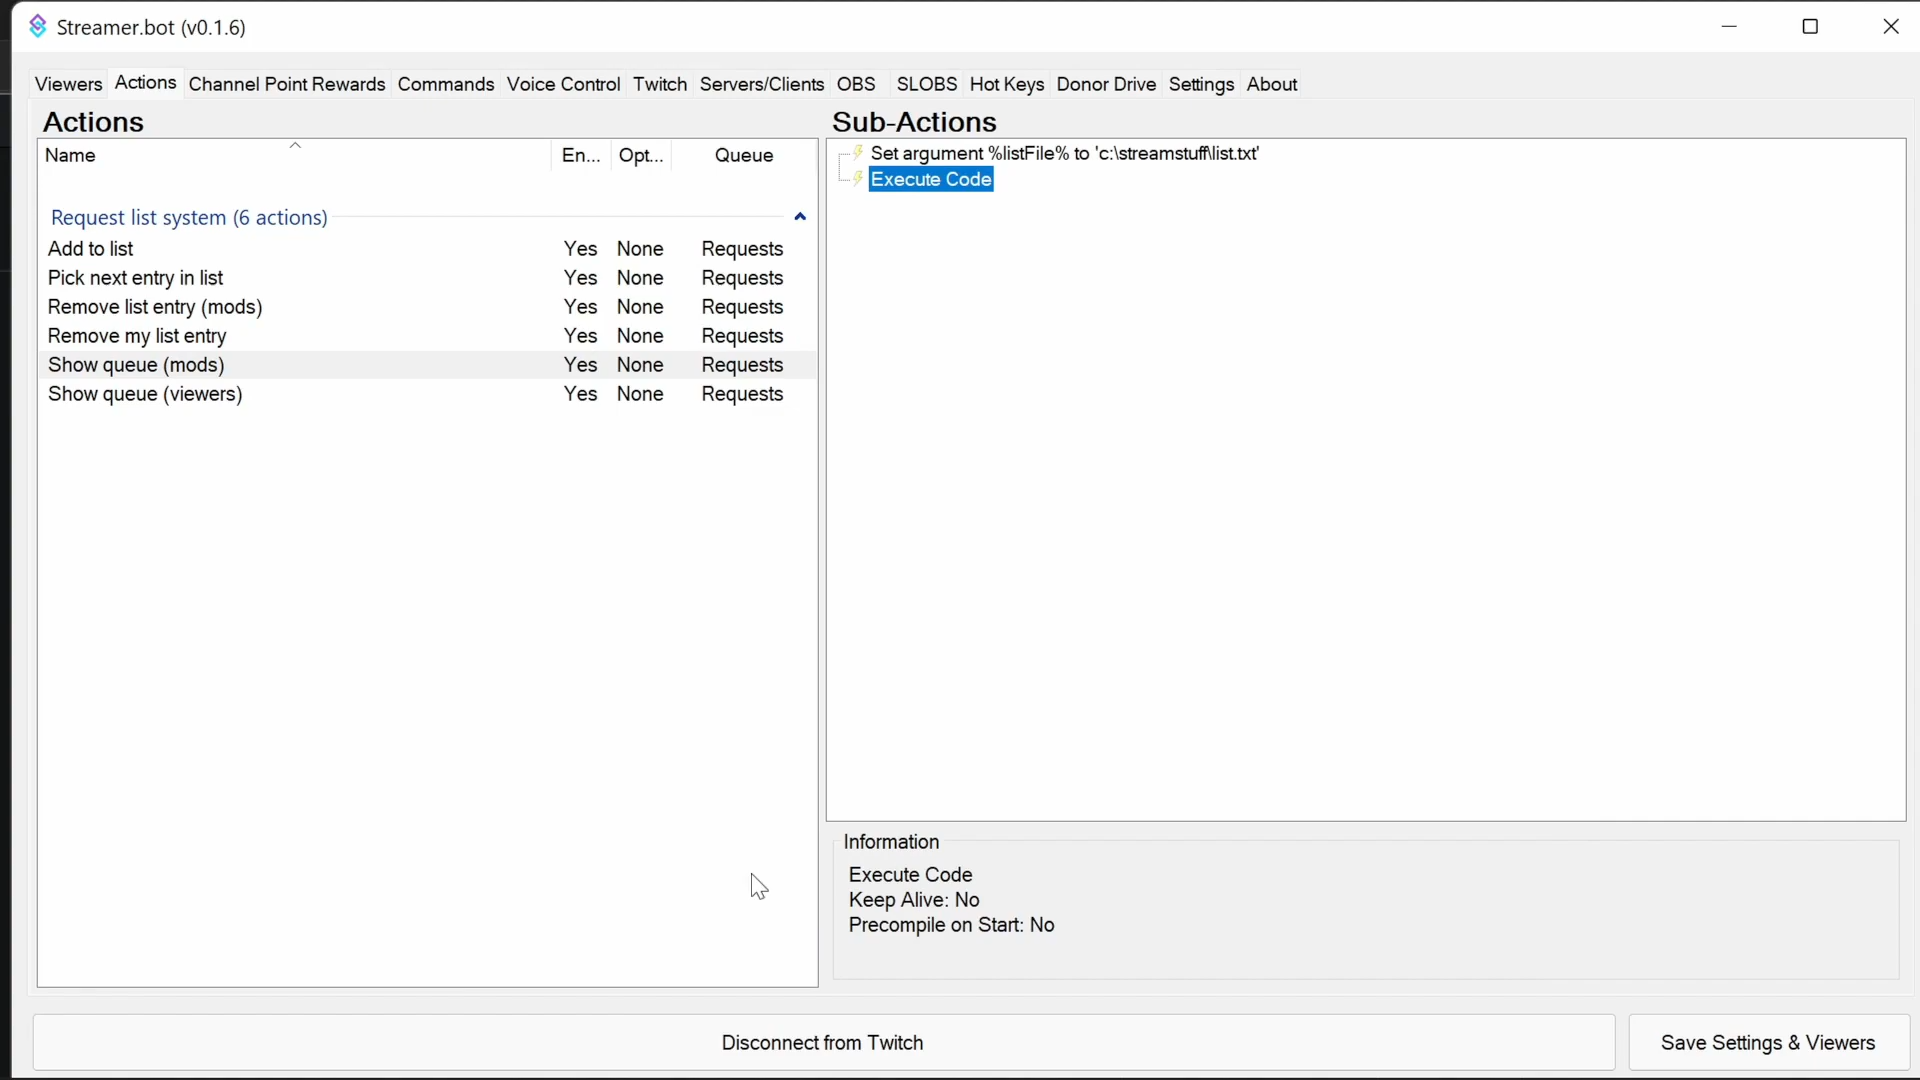 Streamer.bot (v0.1.6)
Viewers Actions Channel Point Rewards Commands Voice Control Twitch Servers/Clients OBS SLOBS Hot Keys Donor Drive Settings About
Actions
Name En... Opt... Queue
Request list system (6 actions)
Add to list Yes None Requests
Pick next entry in list Yes None Requests
Remove list entry (mods) Yes None Requests
Remove my list entry Yes None Requests
Show queue (mods) Yes None Requests
Show queue (viewers) Yes None Requests
Sub-Actions
Set argument %listFile% to 'c:\streamstuff\list.txt'
Execute Code
Information
Execute Code
Keep Alive: No
Precompile on Start: No
Disconnect from Twitch
Save Settings & Viewers